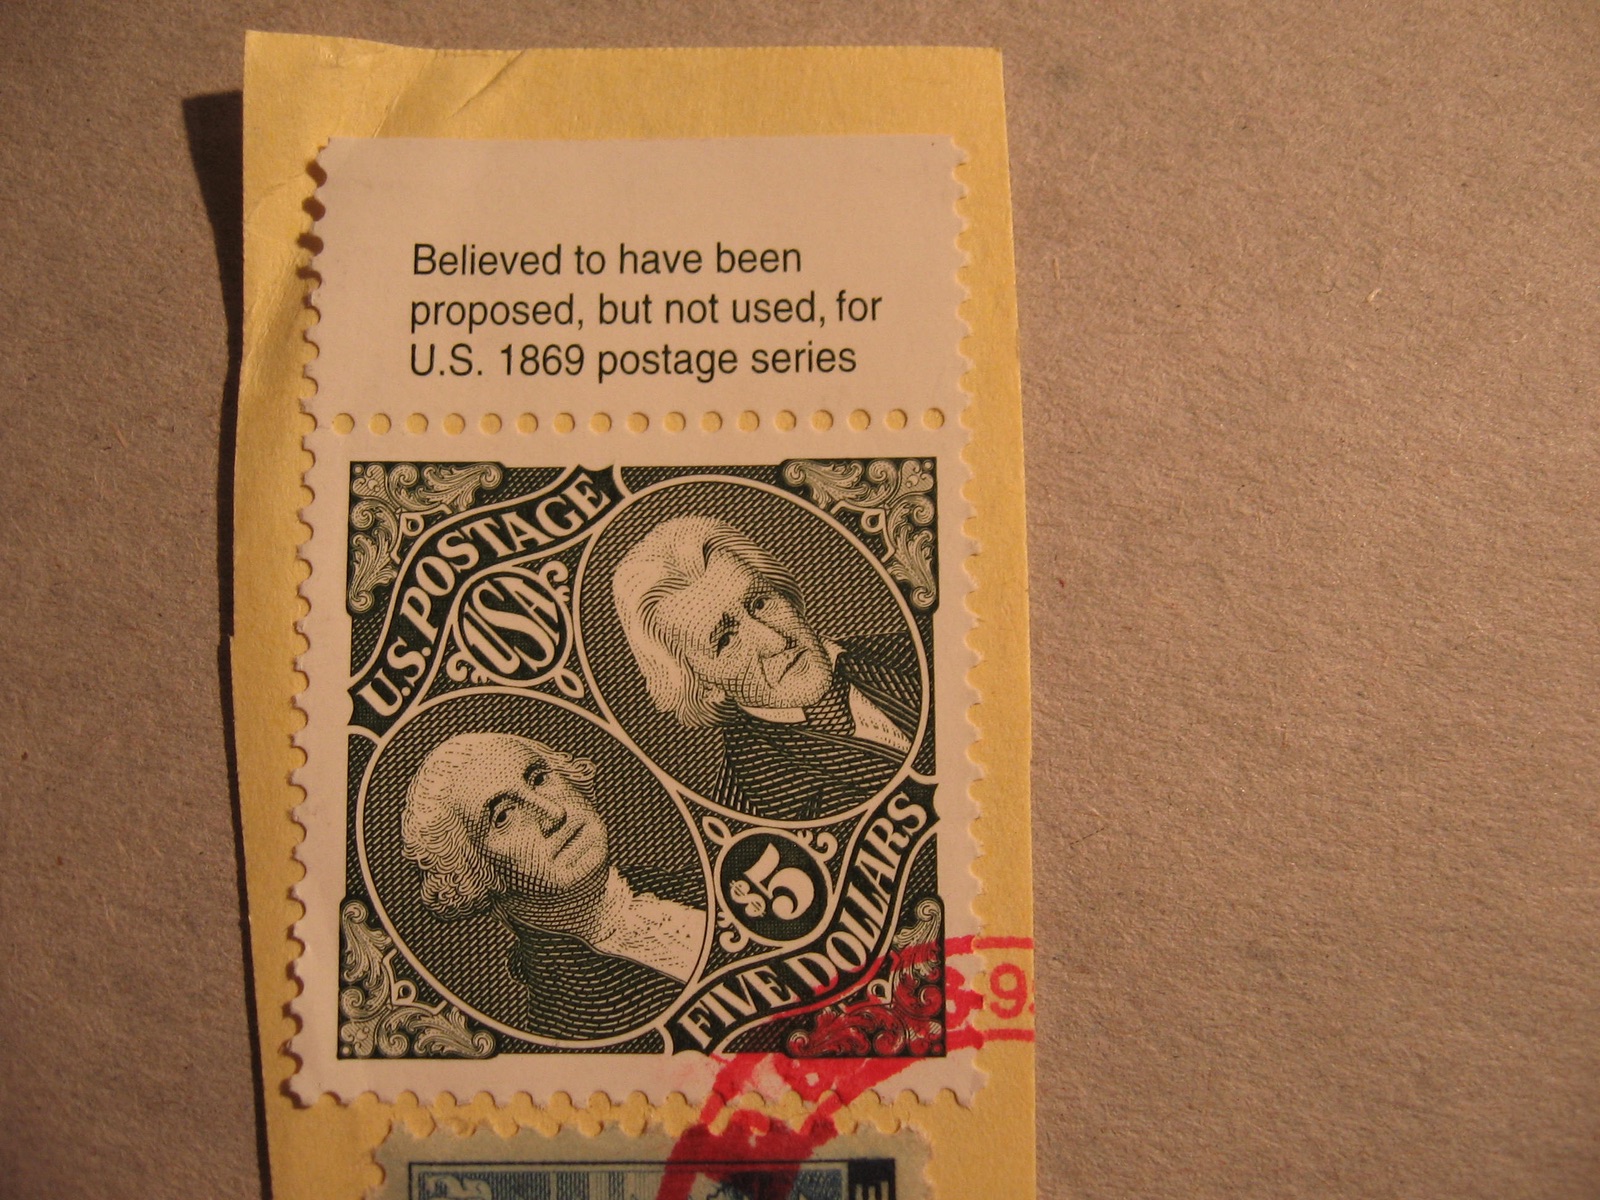 Believed to have been
proposed, but not used, for
U.S. 1869 postage series
U.S. POSTAGE
USA
$5
FIVE DOLLARS